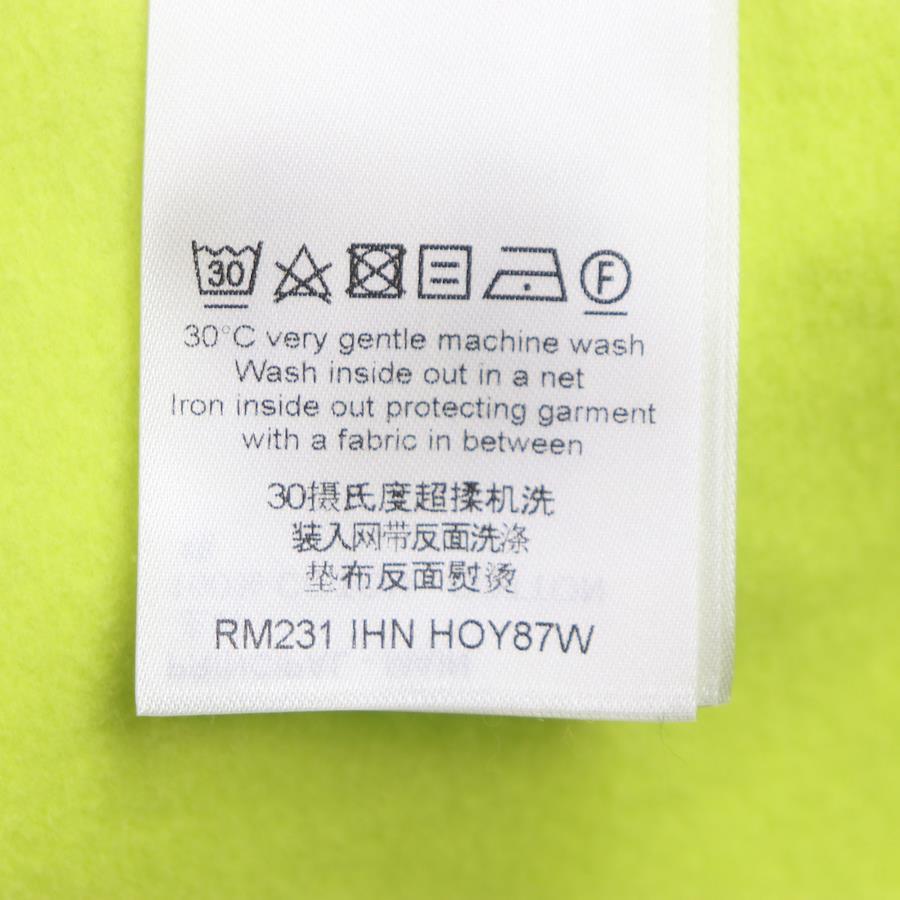 30
F
30°C very gentle machine wash
Wash inside out in a net
Iron inside out protecting garment
with a fabric in between
30摄氏度超揉机洗
装入网带反面洗涤
垫布反面熨烫
RM231 IHN HOY87W